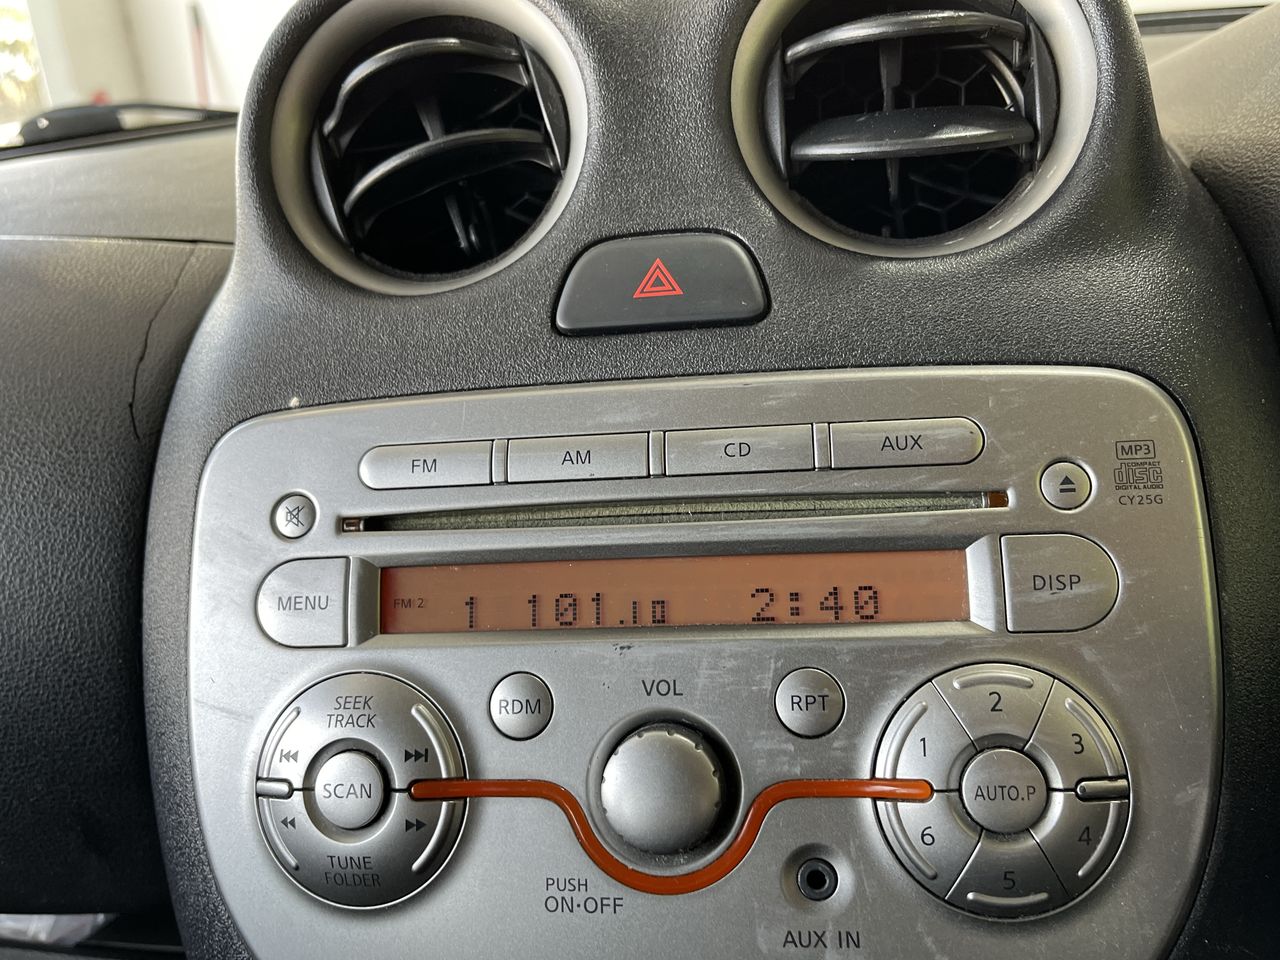 FM
AM
CD
AUX
MP3
COMPACT
disc
DIGITAL AUDIO
CY25G
MENU
FM 2 1 101.10 2:40
DISP
SEEK
TRACK
RDM
VOL
RPT
SCAN
TUNE
FOLDER
1
2
3
4
5
6
AUTO.P
PUSH
ON•OFF
AUX IN